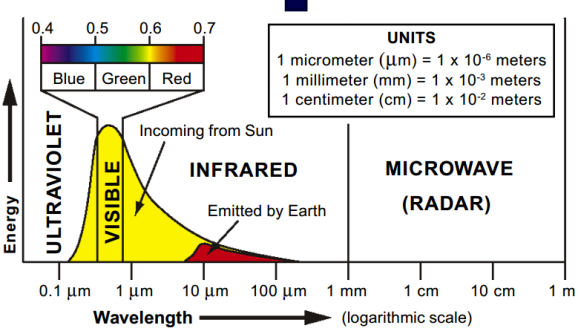 0.4 0.5 0.6 0.7
Blue Green Red
UNITS
1 micrometer (μm) = 1 x 10⁻⁶ meters
1 millimeter (mm) = 1 x 10⁻³ meters
1 centimeter (cm) = 1 x 10⁻² meters
Energy
ULTRAVIOLET
VISIBLE
Incoming from Sun
INFRARED
Emitted by Earth
MICROWAVE
(RADAR)
0.1 μm 1 μm 10 μm 100 μm 1 mm 1 cm 10 cm 1 m
Wavelength (logarithmic scale)